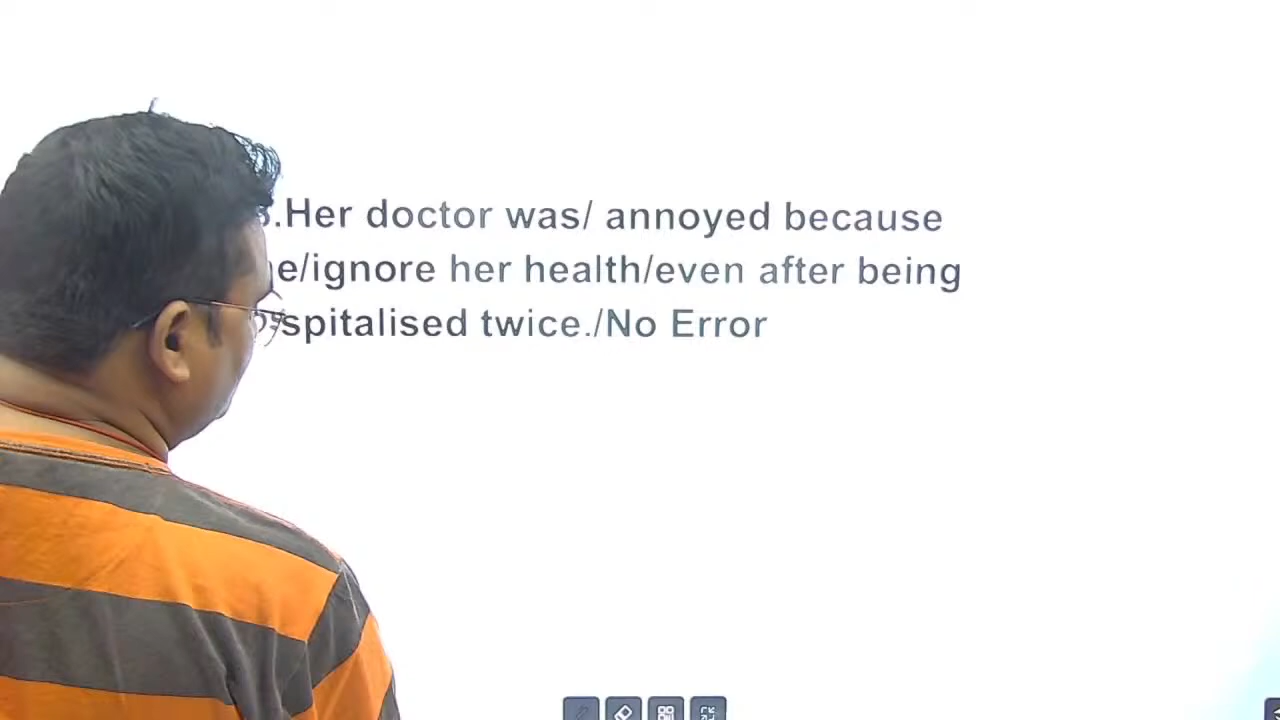 .Her doctor was/ annoyed because
e/ignore her health/even after being
spitalised twice./No Error